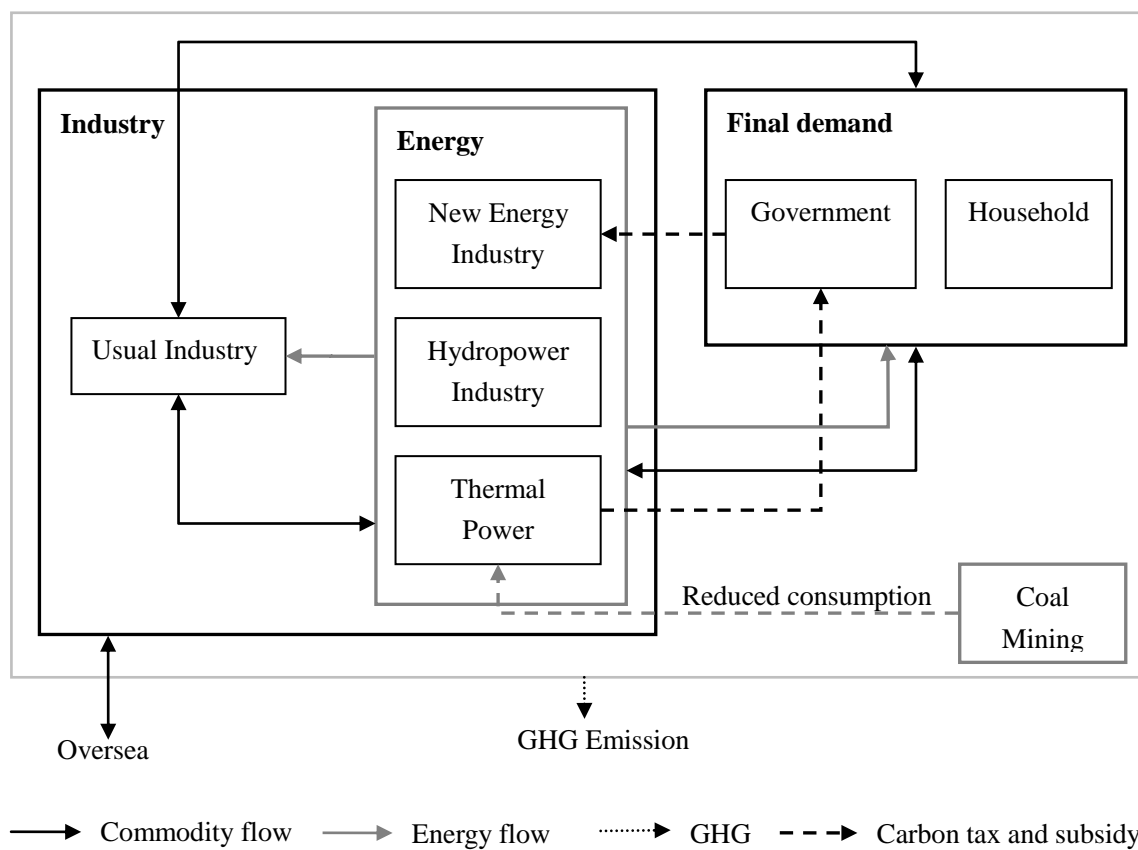 Industry
Energy
Final demand
New Energy
Industry
Government
Household
Usual Industry
Hydropower
Industry
Thermal
Power
Reduced consumption
Coal
Mining
Oversea
GHG Emission
Commodity flow
Energy flow
GHG
Carbon tax and subsidy